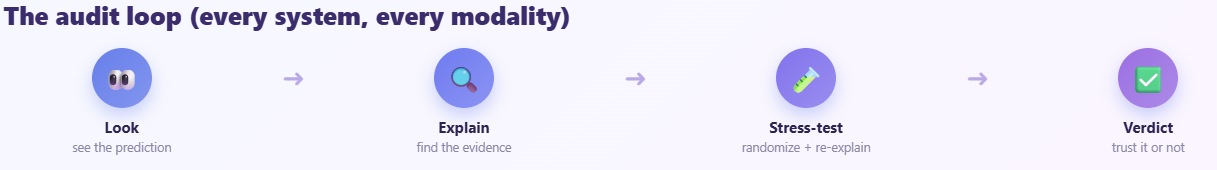 The audit loop (every system, every modality)
Look
see the prediction
Explain
find the evidence
Stress-test
randomize + re-explain
Verdict
trust it or not